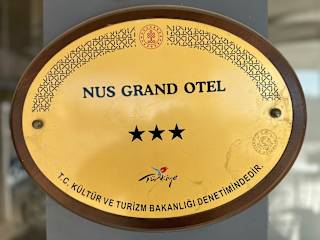 NUS GRAND OTEL
Türkiye
T.C. KÜLTÜR VE TURİZM BAKANLIĞI DENETİMİNDEDİR.